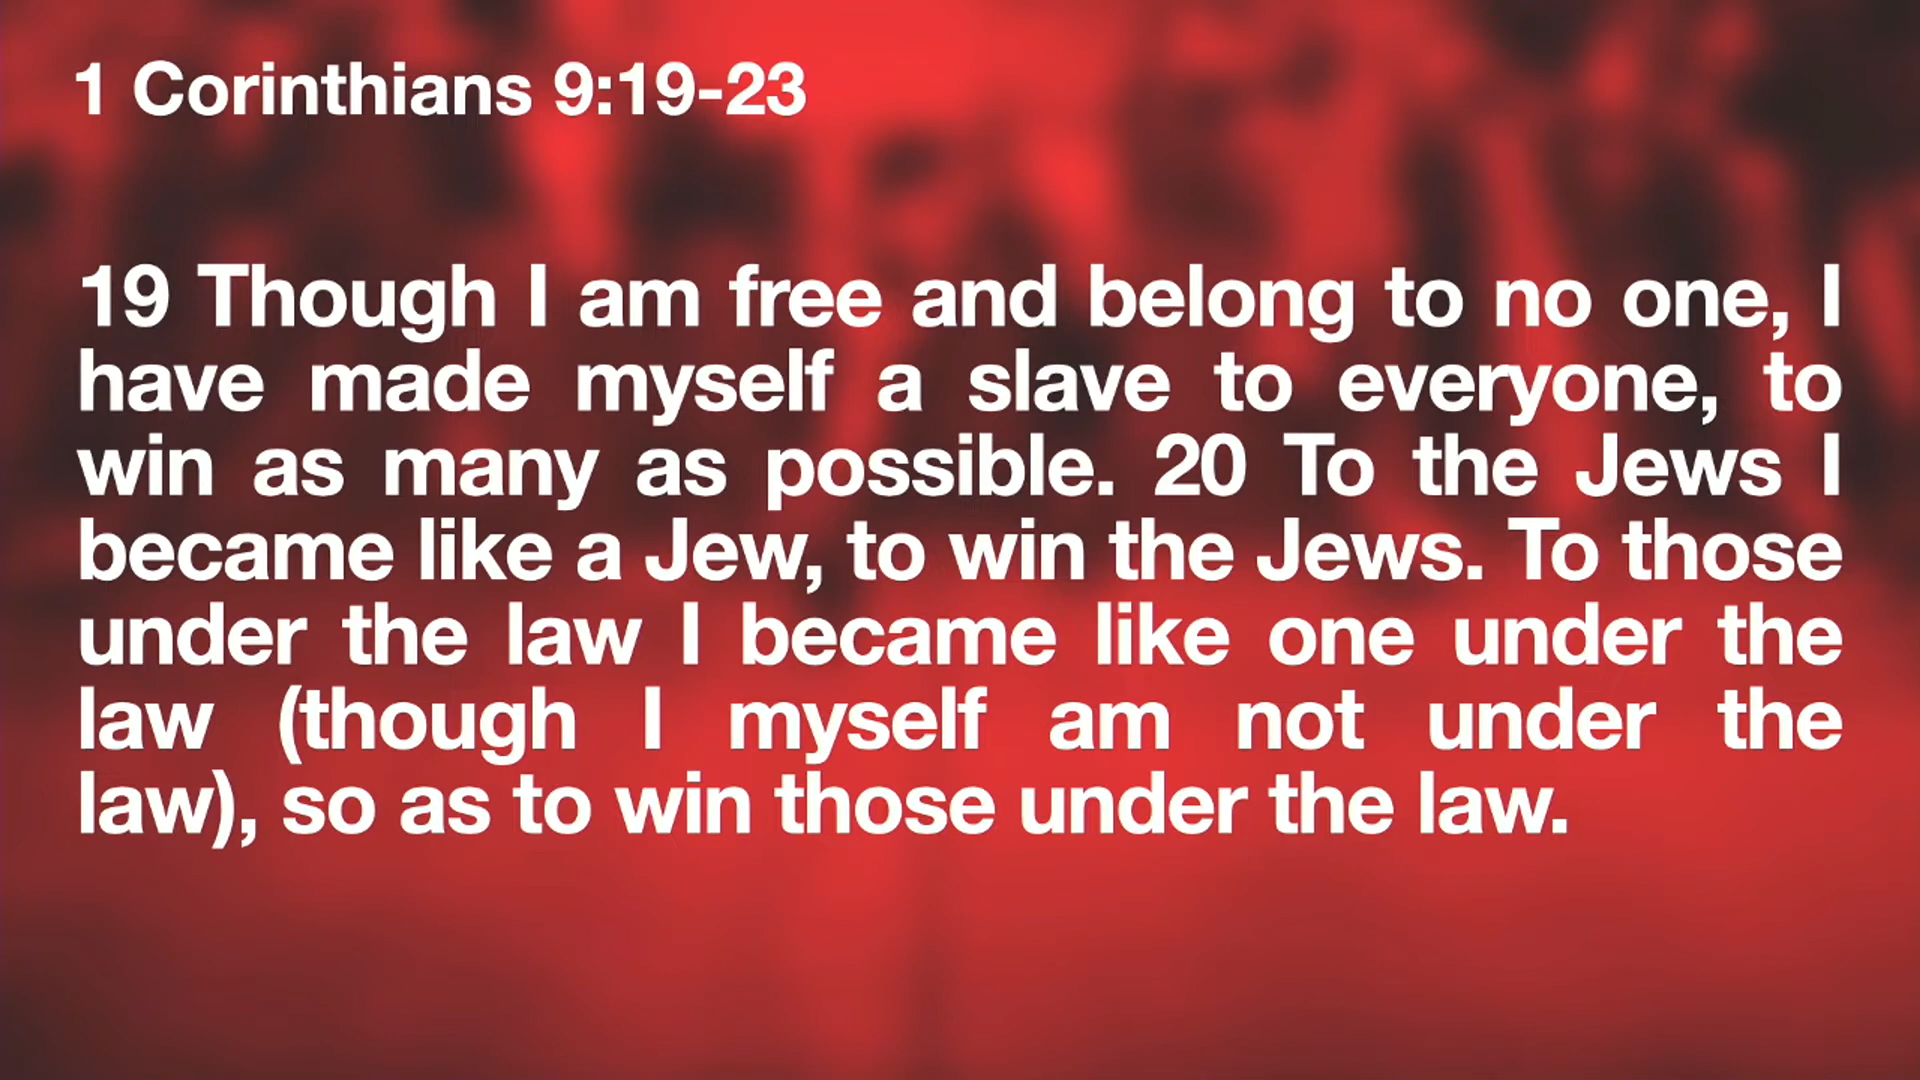 1 Corinthians 9:19-23
19 Though I am free and belong to no one, I
have made myself a slave to everyone, to
win as many as possible. 20 To the Jews I
became like a Jew, to win the Jews. To those
under the law I became like one under the
law (though I myself am not under the
law), so as to win those under the law.